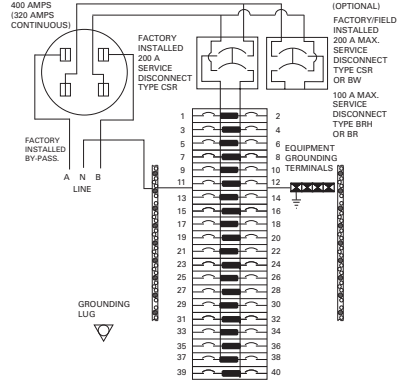 400 AMPS
(320 AMPS
CONTINUOUS)
FACTORY
INSTALLED
200 A
SERVICE
DISCONNECT
TYPE CSR
(OPTIONAL)
FACTORY/FIELD
INSTALLED
200 A MAX.
SERVICE
DISCONNECT
TYPE CSR
OR BW
100 A MAX.
SERVICE
DISCONNECT
TYPE BRH
OR BR
FACTORY
INSTALLED
BY-PASS.
A N B
LINE
EQUIPMENT
GROUNDING
TERMINALS
1 2
3 4
5 6
7 8
9 10
11 12
13 14
15 16
17 18
19 20
21 22
23 24
25 26
27 28
29 30
31 32
33 34
35 36
37 38
39 40
GROUNDING
LUG